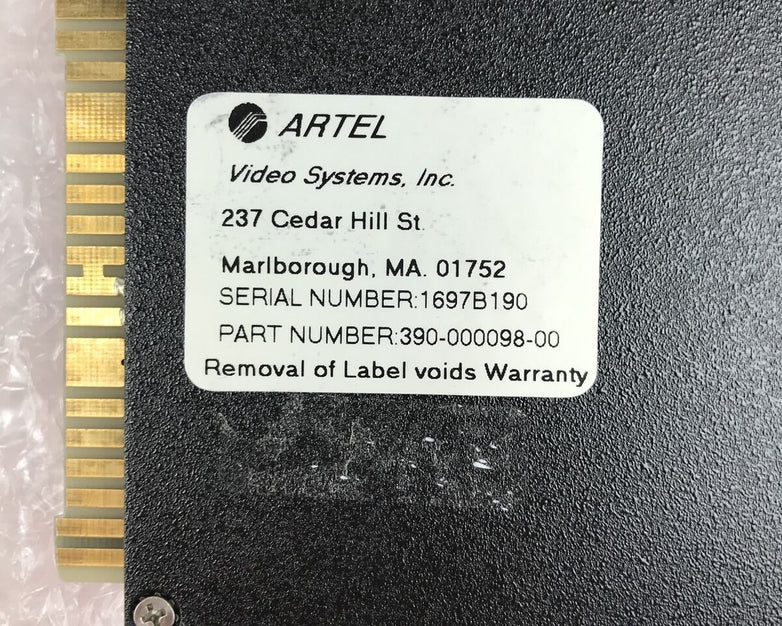 ARTEL
Video Systems, Inc.
237 Cedar Hill St.
Marlborough, MA. 01752
SERIAL NUMBER:1697B190
PART NUMBER:390-000098-00
Removal of Label voids Warranty